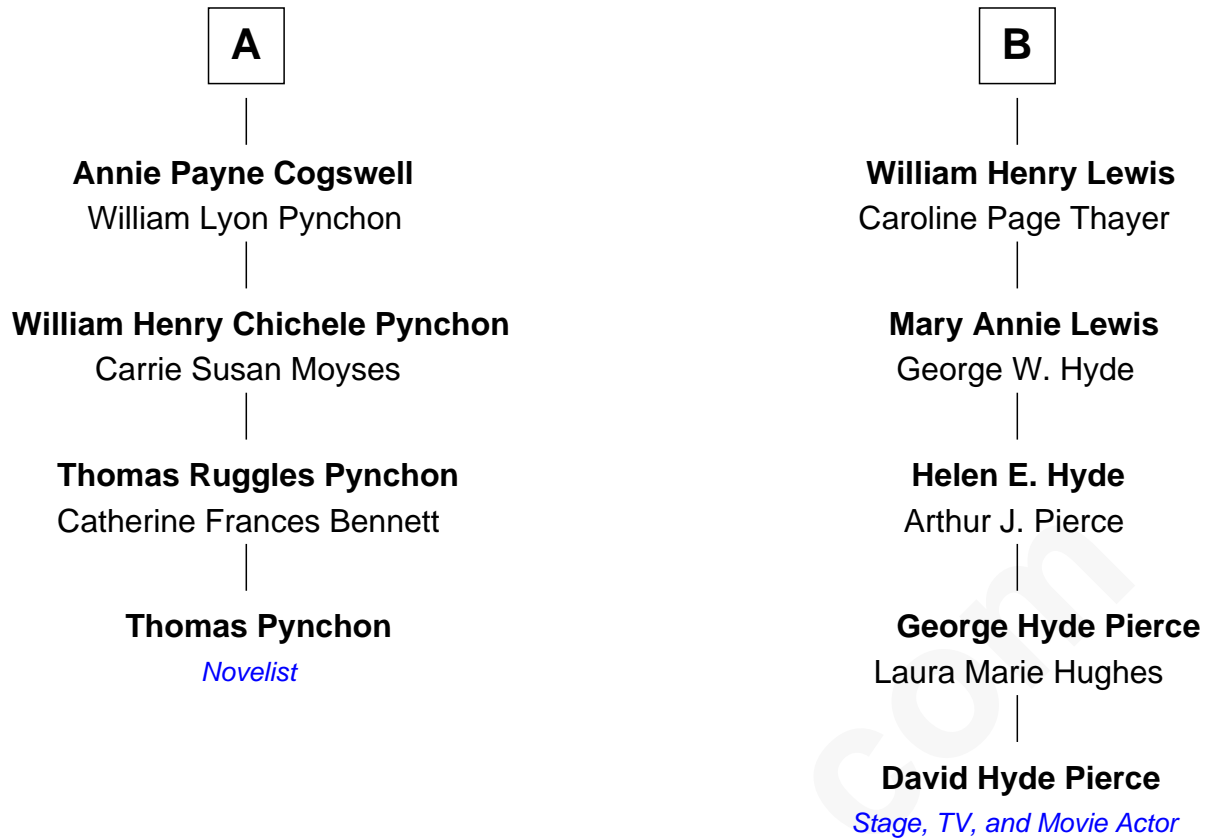 A
Annie Payne Cogswell
William Lyon Pynchon
William Henry Chichele Pynchon
Carrie Susan Moyses
Thomas Ruggles Pynchon
Catherine Frances Bennett
Thomas Pynchon
Novelist
B
William Henry Lewis
Caroline Page Thayer
Mary Annie Lewis
George W. Hyde
Helen E. Hyde
Arthur J. Pierce
George Hyde Pierce
Laura Marie Hughes
David Hyde Pierce
Stage, TV, and Movie Actor
com